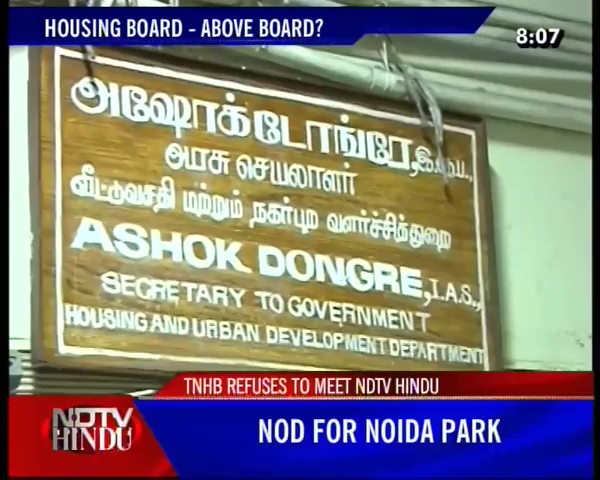 HOUSING BOARD - ABOVE BOARD?
8:07
அஷோக் டோங்ரே, இ.ஆ.ப.,
அரசு செயலாளர்
வீட்டுவசதி மற்றும் நகர்புற வளர்ச்சித்துறை
ASHOK DONGRE, I.A.S.,
SECRETARY TO GOVERNMENT
HOUSING AND URBAN DEVELOPMENT DEPARTMENT
TNHB REFUSES TO MEET NDTV HINDU
NDTV
HINDU
NOD FOR NOIDA PARK